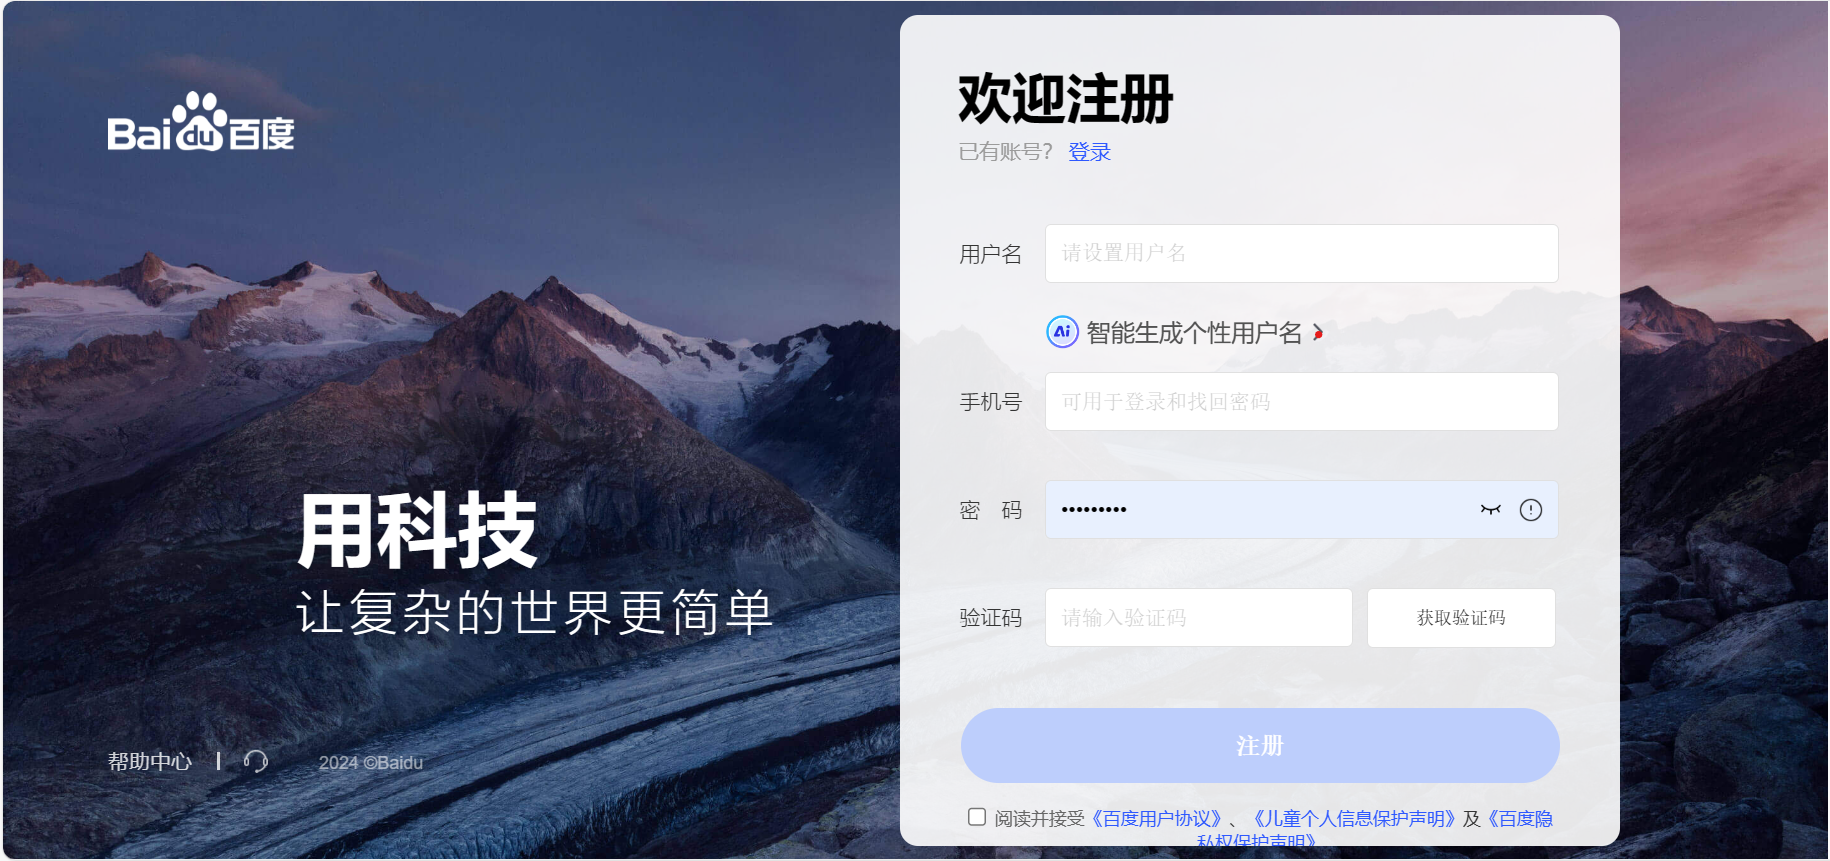 Baidu百度
用科技
让复杂的世界更简单
帮助中心
2024 ©Baidu
欢迎注册
已有账号? 登录
用户名 请设置用户名
Ai 智能生成个性用户名
手机号 可用于登录和找回密码
密 码 •••••••••
验证码 请输入验证码 获取验证码
注册
阅读并接受《百度用户协议》、《儿童个人信息保护声明》及《百度隐
私权保护声明》